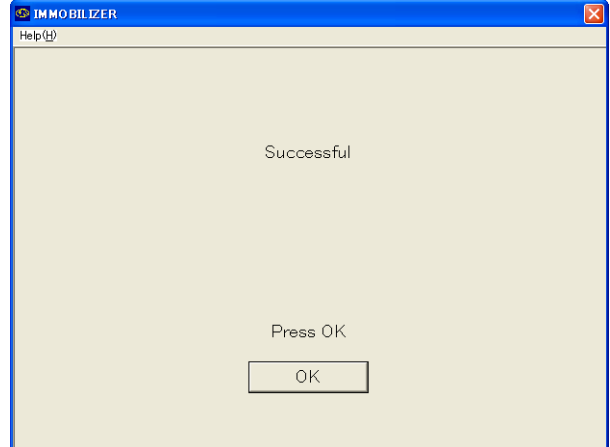 IMMOBILIZER
Help(H)
Successful
Press OK
OK